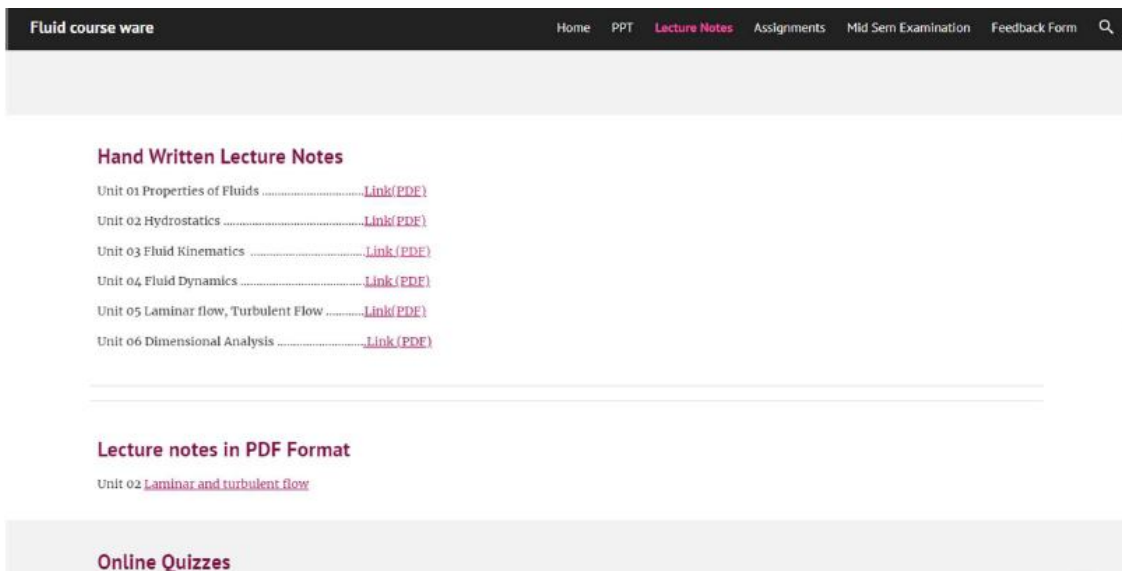 Fluid course ware
Home PPT Lecture Notes Assignments Mid Sem Examination Feedback Form
Hand Written Lecture Notes
Unit 01 Properties of Fluids ..................................Link(PDF)
Unit 02 Hydrostatics ...............................................Link(PDF)
Unit 03 Fluid Kinematics ......................................Link (PDF)
Unit 04 Fluid Dynamics .........................................Link (PDF)
Unit 05 Laminar flow, Turbulent Flow .............Link(PDF)
Unit 06 Dimensional Analysis ..............................Link (PDF)
Lecture notes in PDF Format
Unit 02 Laminar and turbulent flow
Online Quizzes